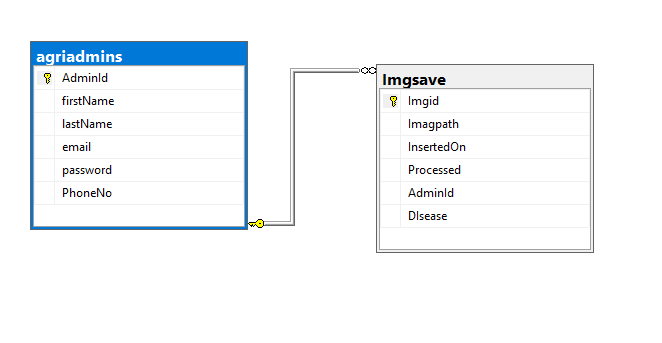 agriadmins
AdminId
firstName
lastName
email
password
PhoneNo
Imgsave
Imgid
Imagpath
InsertedOn
Processed
AdminId
DIsease